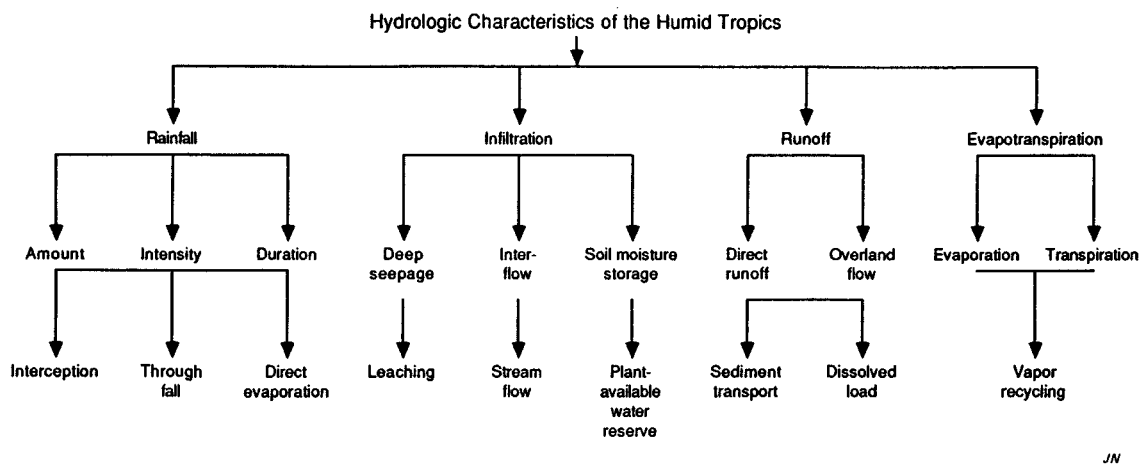 Hydrologic Characteristics of the Humid Tropics
Rainfall
Infiltration
Runoff
Evapotranspiration
Amount
Intensity
Duration
Deep
seepage
Inter-
flow
Soil moisture
storage
Direct
runoff
Overland
flow
Evaporation
Transpiration
Interception
Through
fall
Direct
evaporation
Leaching
Stream
flow
Plant-
available
water
reserve
Sediment
transport
Dissolved
load
Vapor
recycling
JN